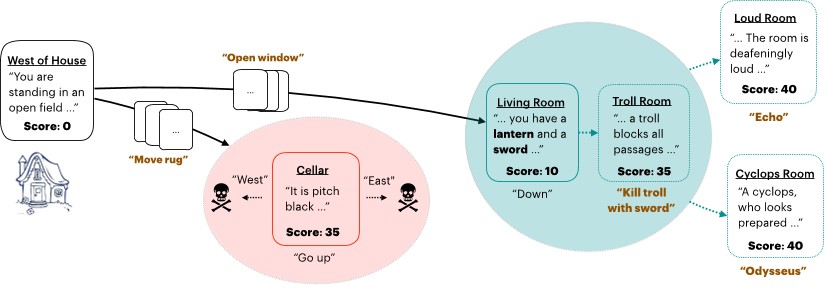 West of House
“You are
standing in an
open field ...”
Score: 0
“Open window”
...
...
“Move rug”
“West”
Cellar
“It is pitch
black ...”
Score: 35
“East”
“Go up”
Living Room
“... you have a
lantern and a
sword ...”
Score: 10
“Down”
Troll Room
“... a troll
blocks all
passages ...”
Score: 35
“Kill troll
with sword”
Loud Room
“... The room is
deafeningly
loud ...”
Score: 40
“Echo”
Cyclops Room
“A cyclops,
who looks
prepared ...”
Score: 40
“Odysseus”